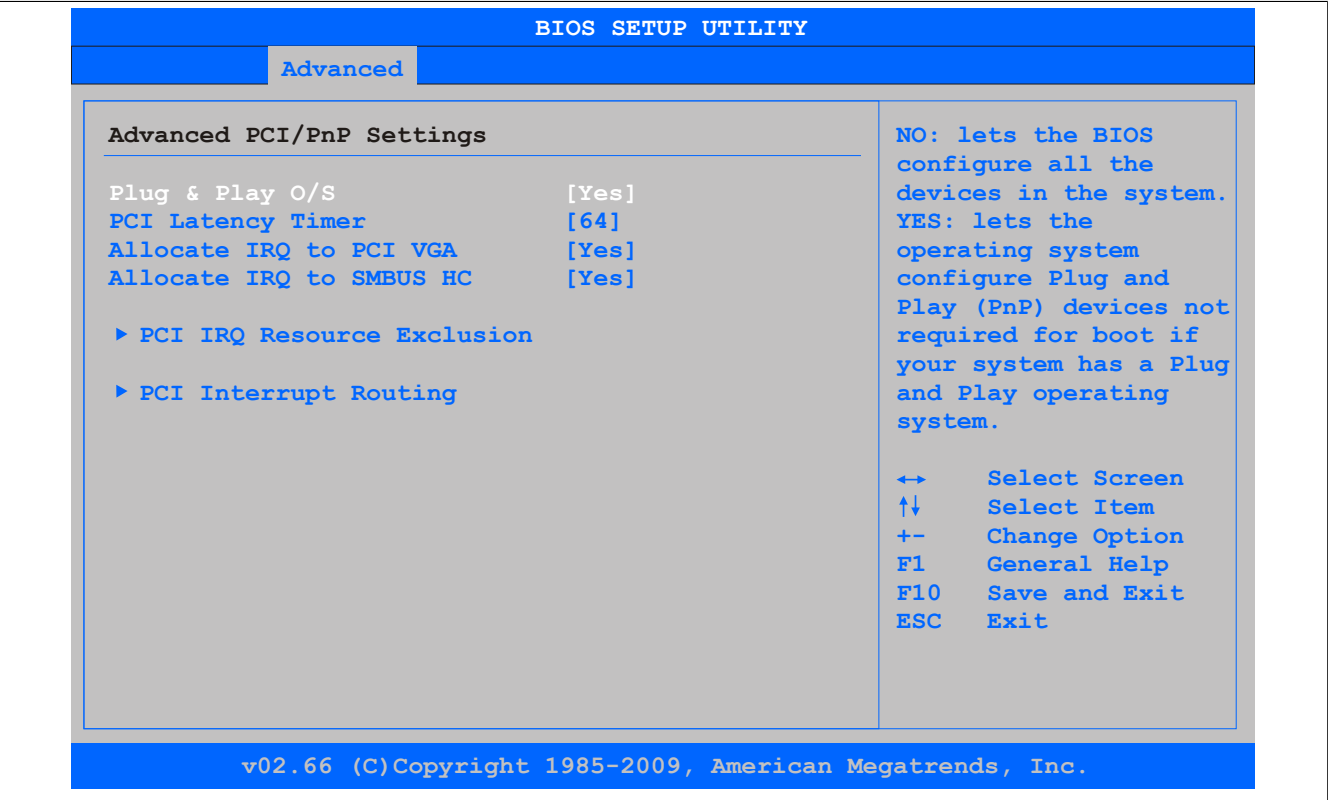 BIOS SETUP UTILITY
Advanced
Advanced PCI/PnP Settings
Plug & Play O/S [Yes]
PCI Latency Timer [64]
Allocate IRQ to PCI VGA [Yes]
Allocate IRQ to SMBUS HC [Yes]
PCI IRQ Resource Exclusion
PCI Interrupt Routing
NO: lets the BIOS
configure all the
devices in the system.
YES: lets the
operating system
configure Plug and
Play (PnP) devices not
required for boot if
your system has a Plug
and Play operating
system.
↔ Select Screen
↑↓ Select Item
+- Change Option
F1 General Help
F10 Save and Exit
ESC Exit
v02.66 (C)Copyright 1985-2009, American Megatrends, Inc.